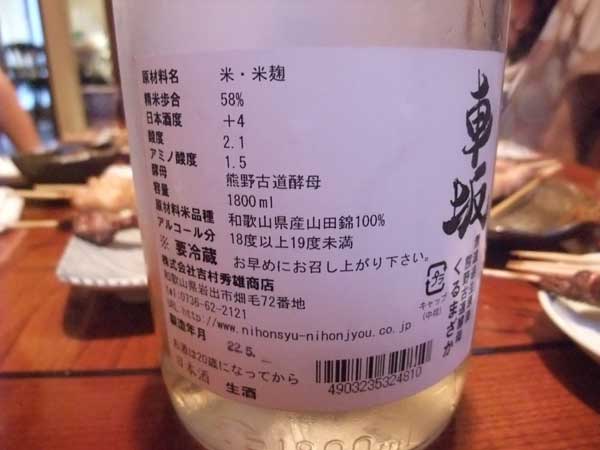 原材料名 米・米麹
精米歩合 58%
日本酒度 +4
酸度 2.1
アミノ酸度 1.5
酵母 熊野古道酵母
容量 1800ml
原材料米品種 和歌山県産山田錦100%
アルコール分 18度以上19度未満
※ 要冷蔵 お早めにお召し上がり下さい。
株式会社吉村秀雄商店
和歌山県岩出市畑毛72番地
Tel.0736-62-2121
URL.http://www.nihonsyu-nihonjyou.co.jp
製造年月 22.5.
お酒は20歳になってから
日本酒 生酒
4903235324810
車坂
くるまざか
キャップ
(中栓)